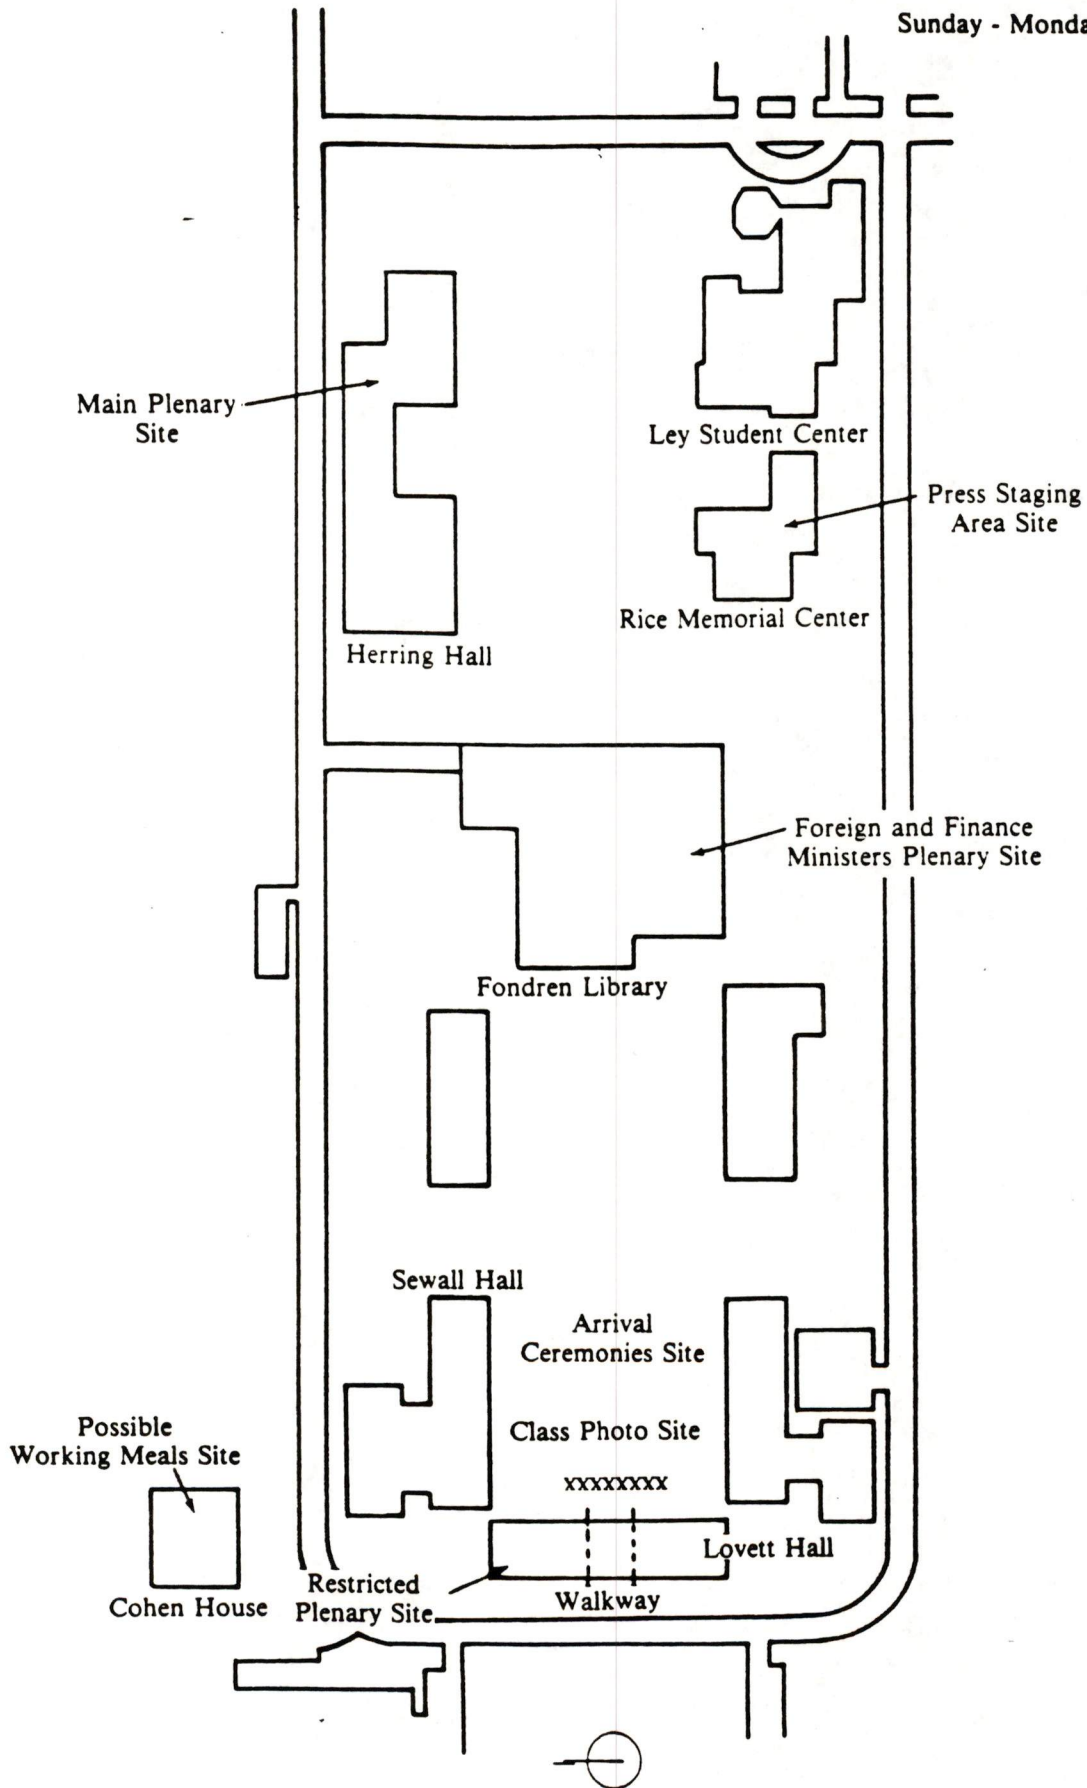 Sunday - Monda
Main Plenary
Site
Ley Student Center
Press Staging
Area Site
Rice Memorial Center
Herring Hall
Foreign and Finance
Ministers Plenary Site
Fondren Library
Sewall Hall
Arrival
Ceremonies Site
Class Photo Site
xxxxxxxx
Possible
Working Meals Site
Cohen House
Lovett Hall
Restricted
Plenary Site
Walkway